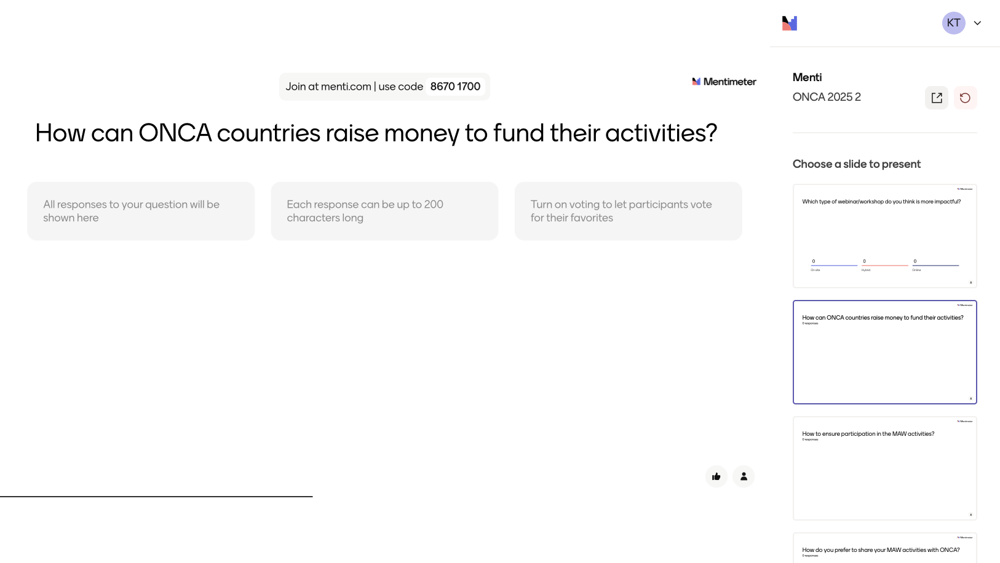 Join at menti.com | use code 8670 1700
Mentimeter
How can ONCA countries raise money to fund their activities?
All responses to your question will be
shown here
Each response can be up to 200
characters long
Turn on voting to let participants vote
for their favorites
KT
Menti
ONCA 2025 2
Choose a slide to present
Mentimeter
Which type of webinar/workshop do you think is more impactful?
0
0
0
On site
Hybrid
Online
Mentimeter
How can ONCA countries raise money to fund their activities?
0 responses
Mentimeter
How to ensure participation in the MAW activities?
0 responses
Mentimeter
How do you prefer to share your MAW activities with ONCA?
0 responses